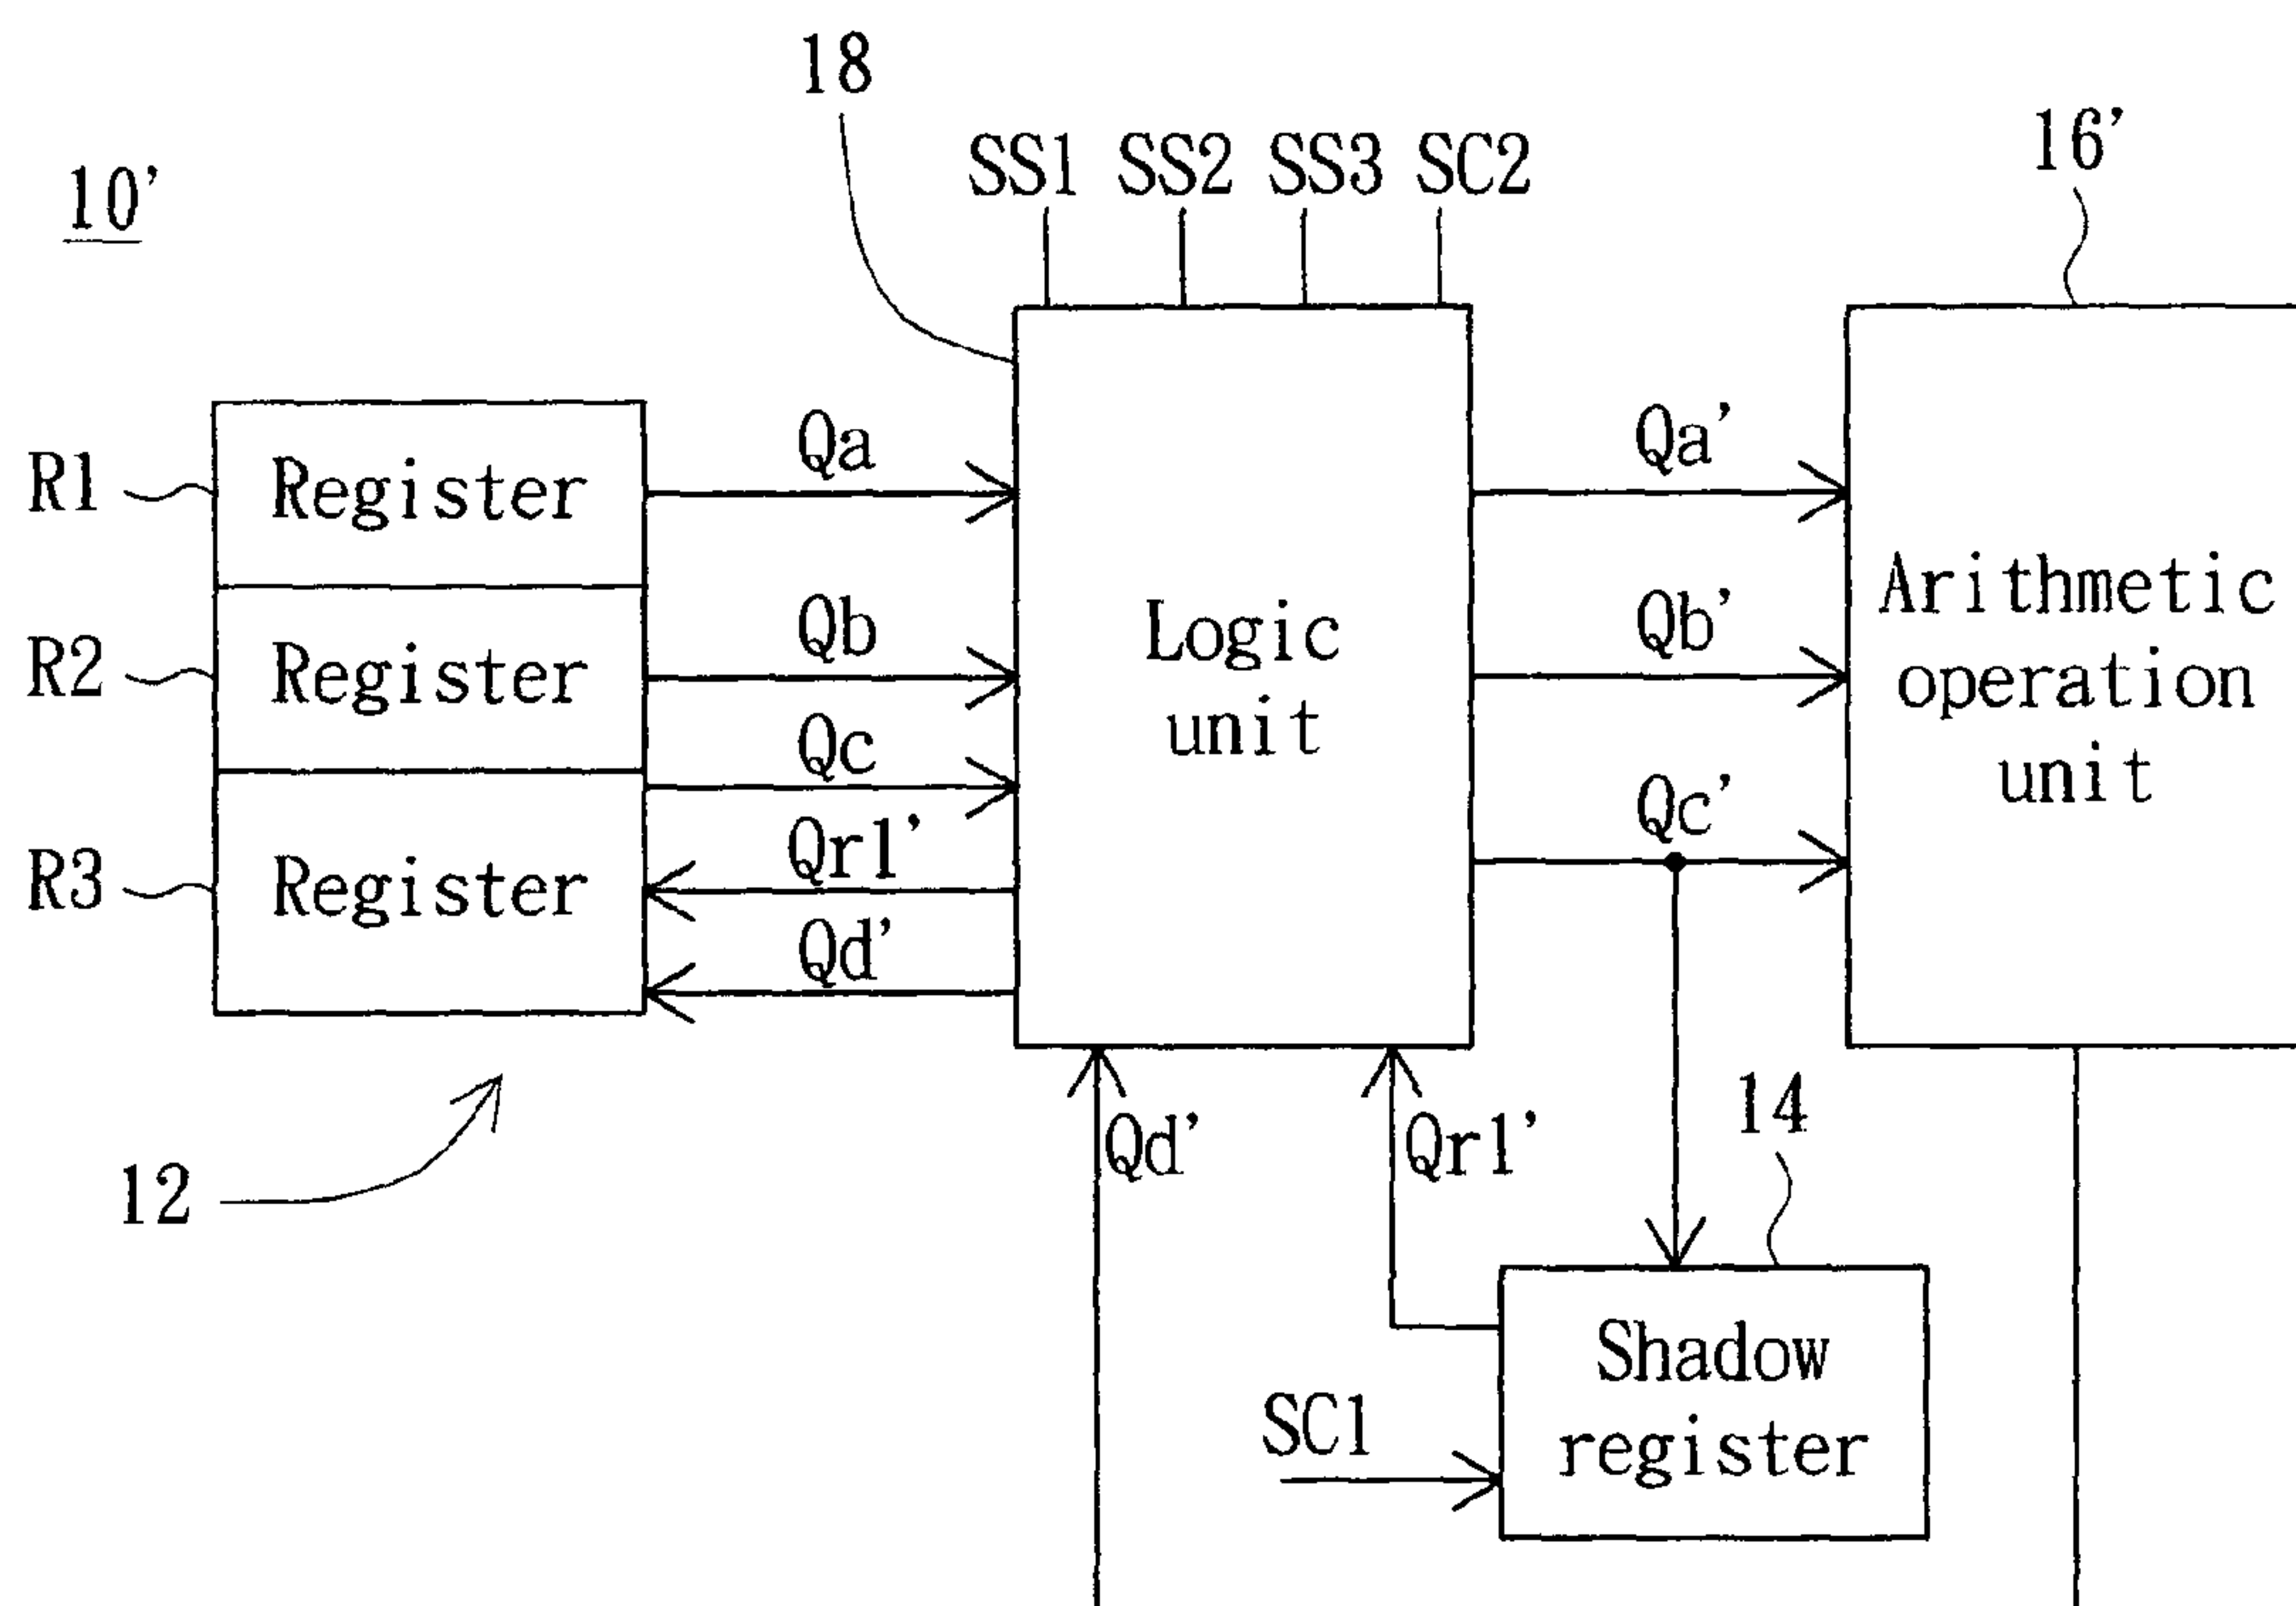 18
SS1 SS2 SS3 SC2
16'
10'
Qa
Qa'
R1
Register
Qb
Qb'
R2
Register
Logic
unit
Arithmetic
operation
unit
Qc
Qc'
Qr1'
R3
Register
Qd'
Qd'
Qr1'
14
12
Shadow
register
SC1